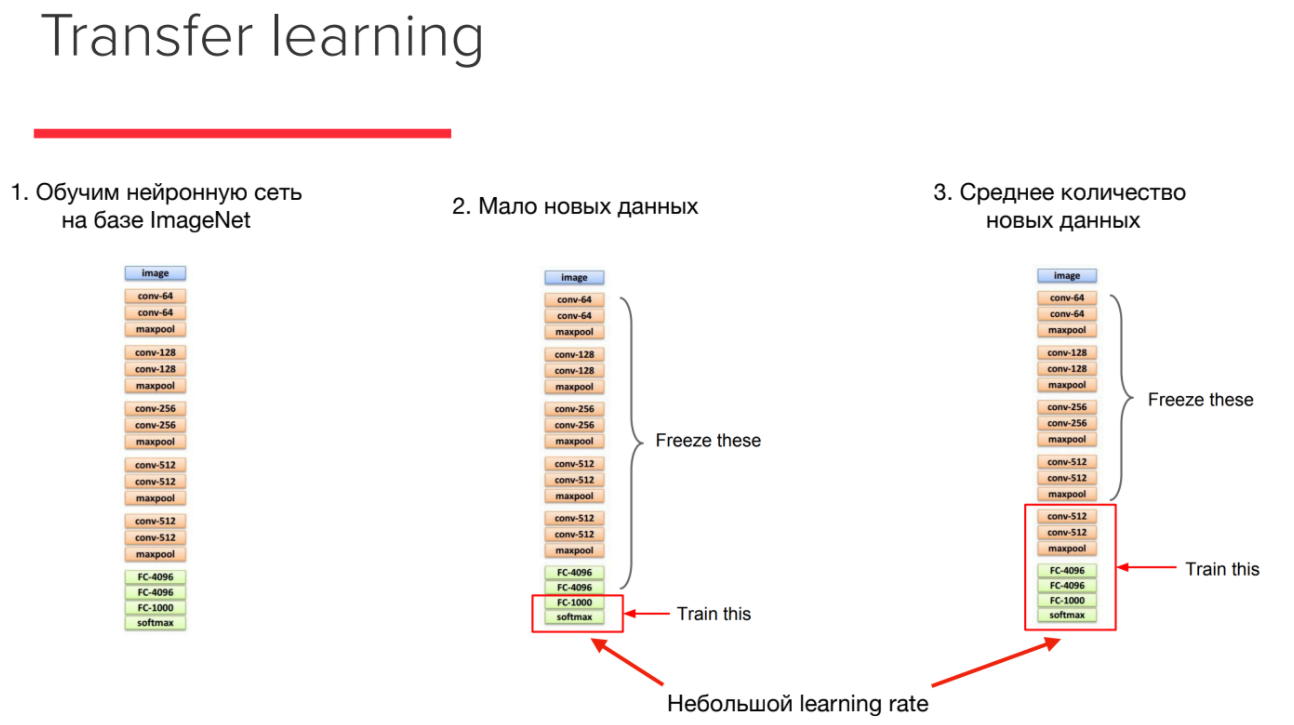 Transfer learning
1. Обучим нейронную сеть
на базе ImageNet
image
conv-64
conv-64
maxpool
conv-128
conv-128
maxpool
conv-256
conv-256
maxpool
conv-512
conv-512
maxpool
conv-512
conv-512
maxpool
FC-4096
FC-4096
FC-1000
softmax
2. Мало новых данных
image
conv-64
conv-64
maxpool
conv-128
conv-128
maxpool
conv-256
conv-256
maxpool
conv-512
conv-512
maxpool
conv-512
conv-512
maxpool
FC-4096
FC-4096
FC-1000
softmax
Freeze these
Train this
3. Среднее количество
новых данных
image
conv-64
conv-64
maxpool
conv-128
conv-128
maxpool
conv-256
conv-256
maxpool
conv-512
conv-512
maxpool
conv-512
conv-512
maxpool
FC-4096
FC-4096
FC-1000
softmax
Freeze these
Train this
Небольшой learning rate